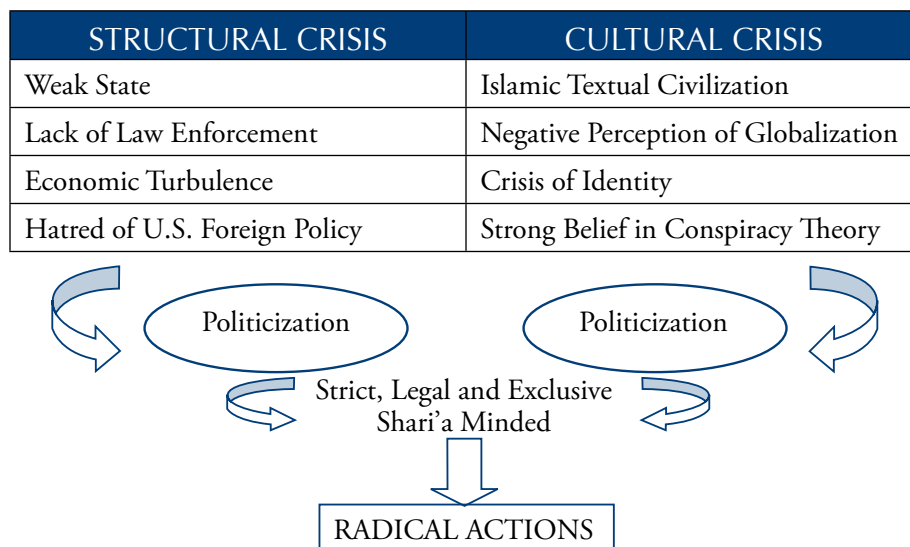 STRUCTURAL CRISIS
CULTURAL CRISIS
Weak State
Islamic Textual Civilization
Lack of Law Enforcement
Negative Perception of Globalization
Economic Turbulence
Crisis of Identity
Hatred of U.S. Foreign Policy
Strong Belief in Conspiracy Theory
Politicization
Politicization
Strict, Legal and Exclusive
Shari’a Minded
RADICAL ACTIONS